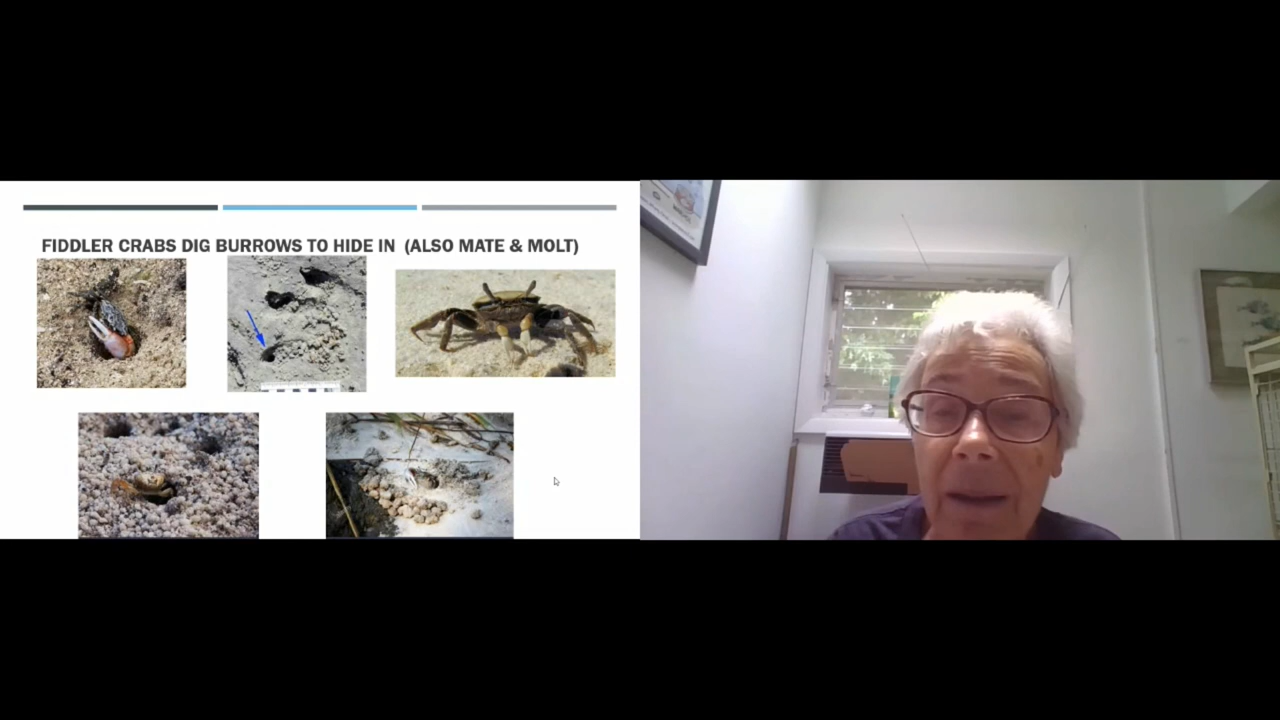 FIDDLER CRABS DIG BURROWS TO HIDE IN (ALSO MATE & MOLT)